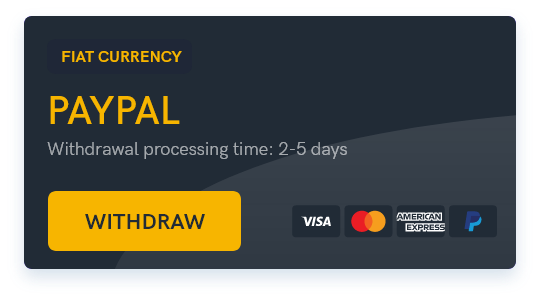 FIAT CURRENCY
PAYPAL
Withdrawal processing time: 2-5 days
WITHDRAW
VISA
AMERICAN
EXPRESS